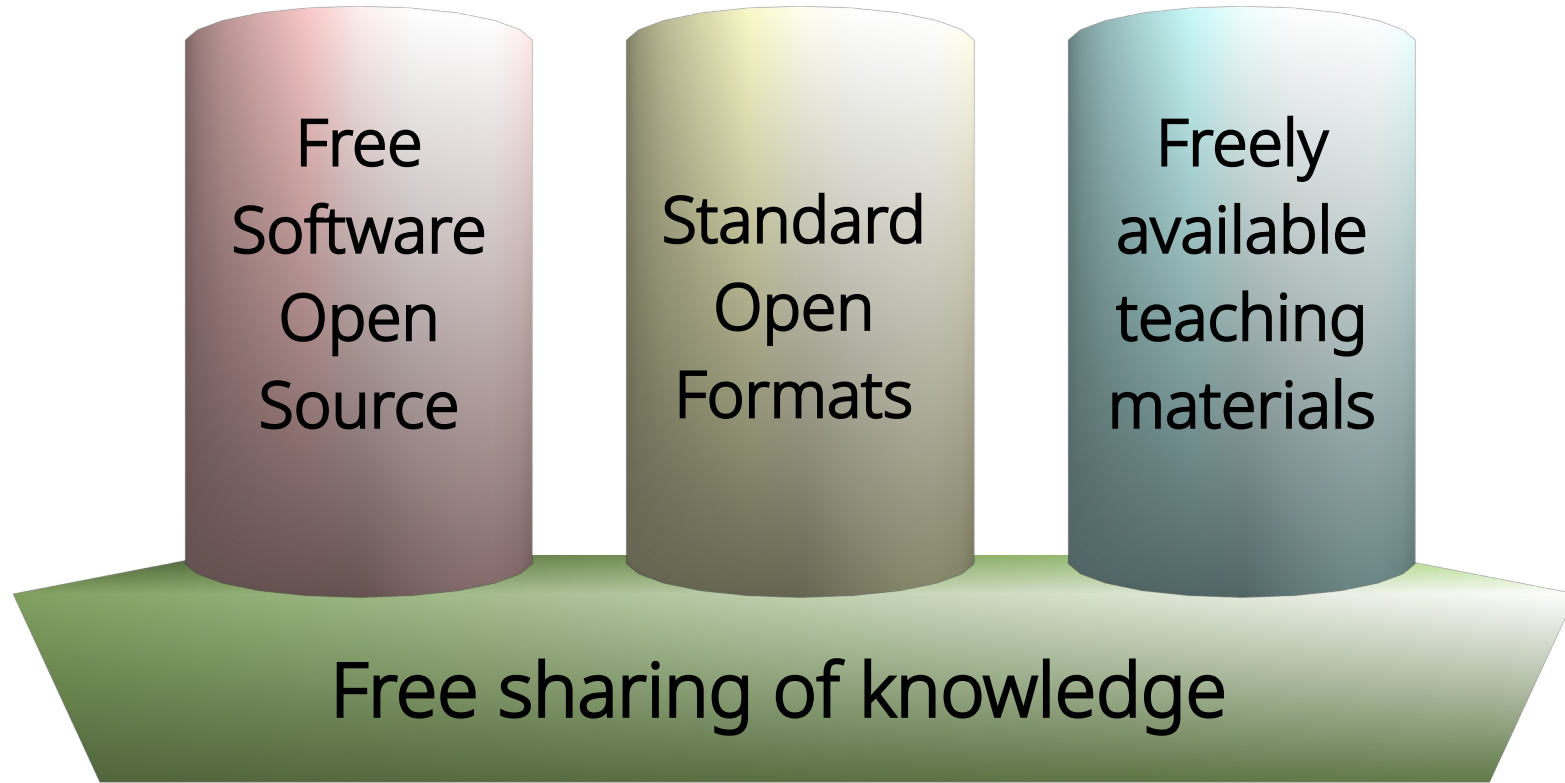 Free
Software
Open
Source
Standard
Open
Formats
Freely
available
teaching
materials
Free sharing of knowledge